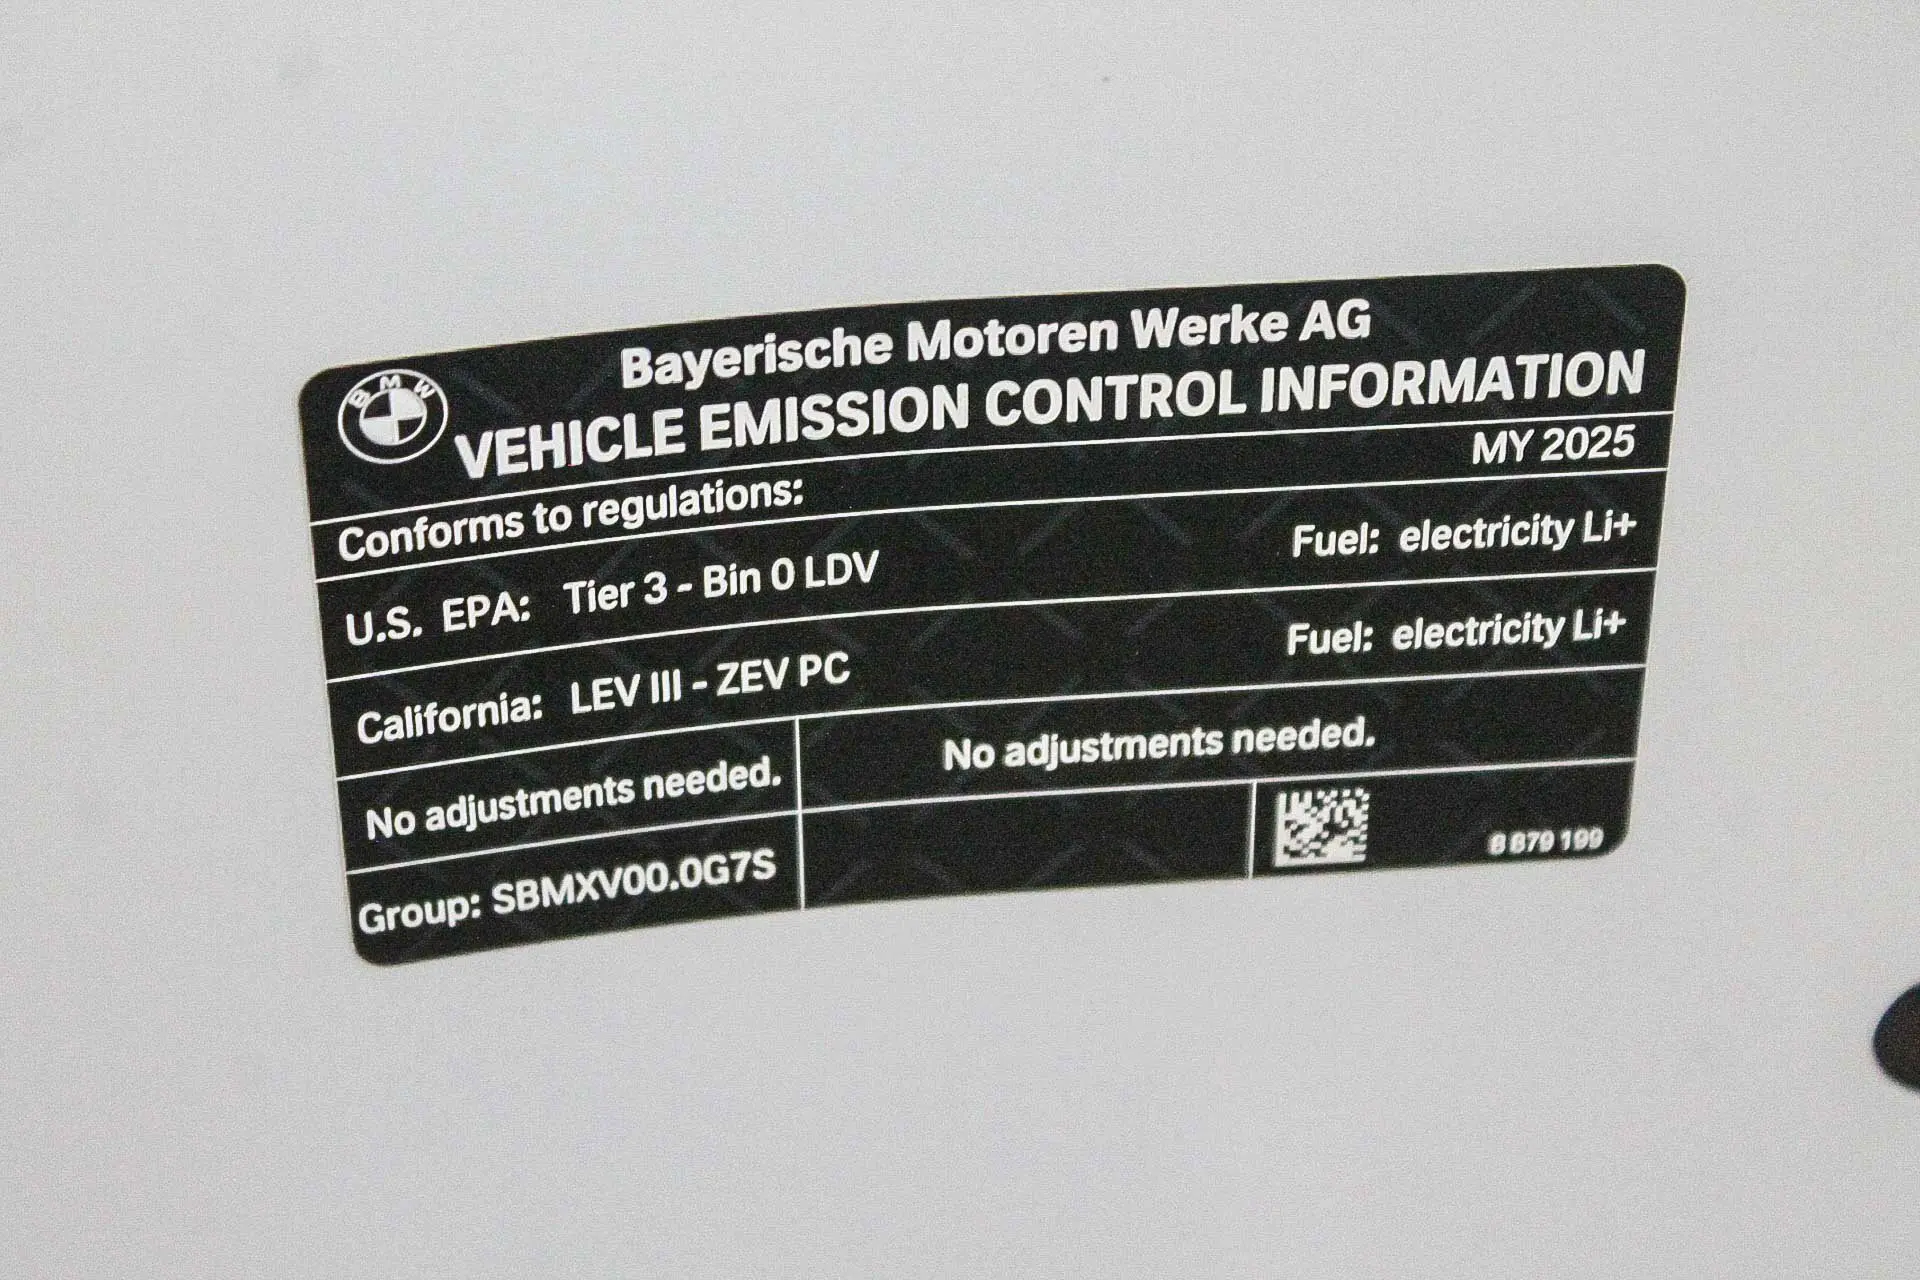 BMW
Bayerische Motoren Werke AG
VEHICLE EMISSION CONTROL INFORMATION
MY 2025
Conforms to regulations:
U.S. EPA: Tier 3 - Bin 0 LDV Fuel: electricity Li+
California: LEV III - ZEV PC Fuel: electricity Li+
No adjustments needed. No adjustments needed.
Group: SBMXV00.0G7S
8 879 199